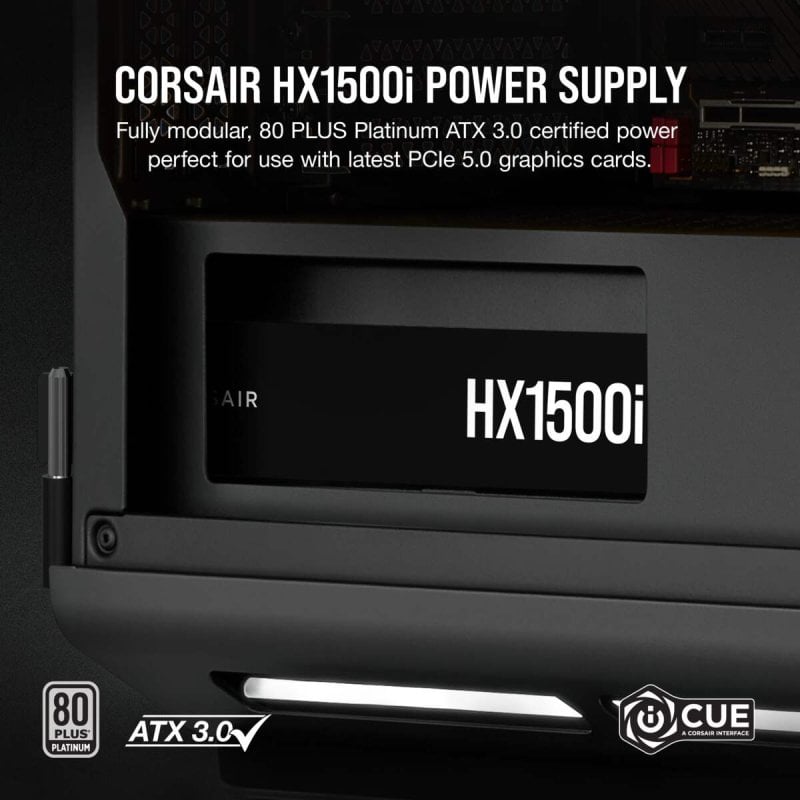 CORSAIR HX1500i POWER SUPPLY
Fully modular, 80 PLUS Platinum ATX 3.0 certified power
perfect for use with latest PCIe 5.0 graphics cards.
SAIR
HX1500i
80
PLUS
PLATINUM
ATX 3.0
iCUE
A CORSAIR INTERFACE